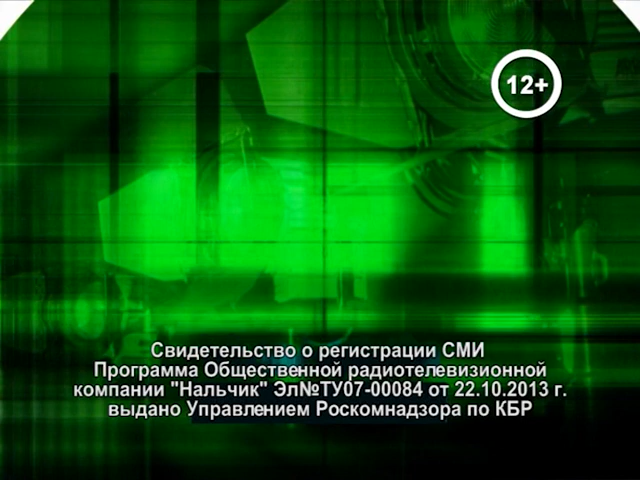 12+
Свидетельство о регистрации СМИ
Программа Общественной радиотелевизионной
компании "Нальчик" Эл№ТУ07-00084 от 22.10.2013 г.
выдано Управлением Роскомнадзора по КБР